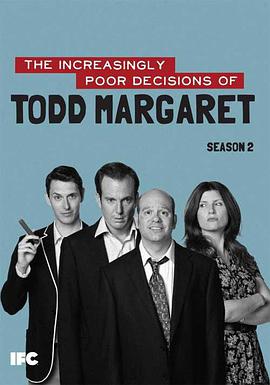 THE INCREASINGLY
POOR DECISIONS OF
TODD MARGARET
SEASON 2
IFC